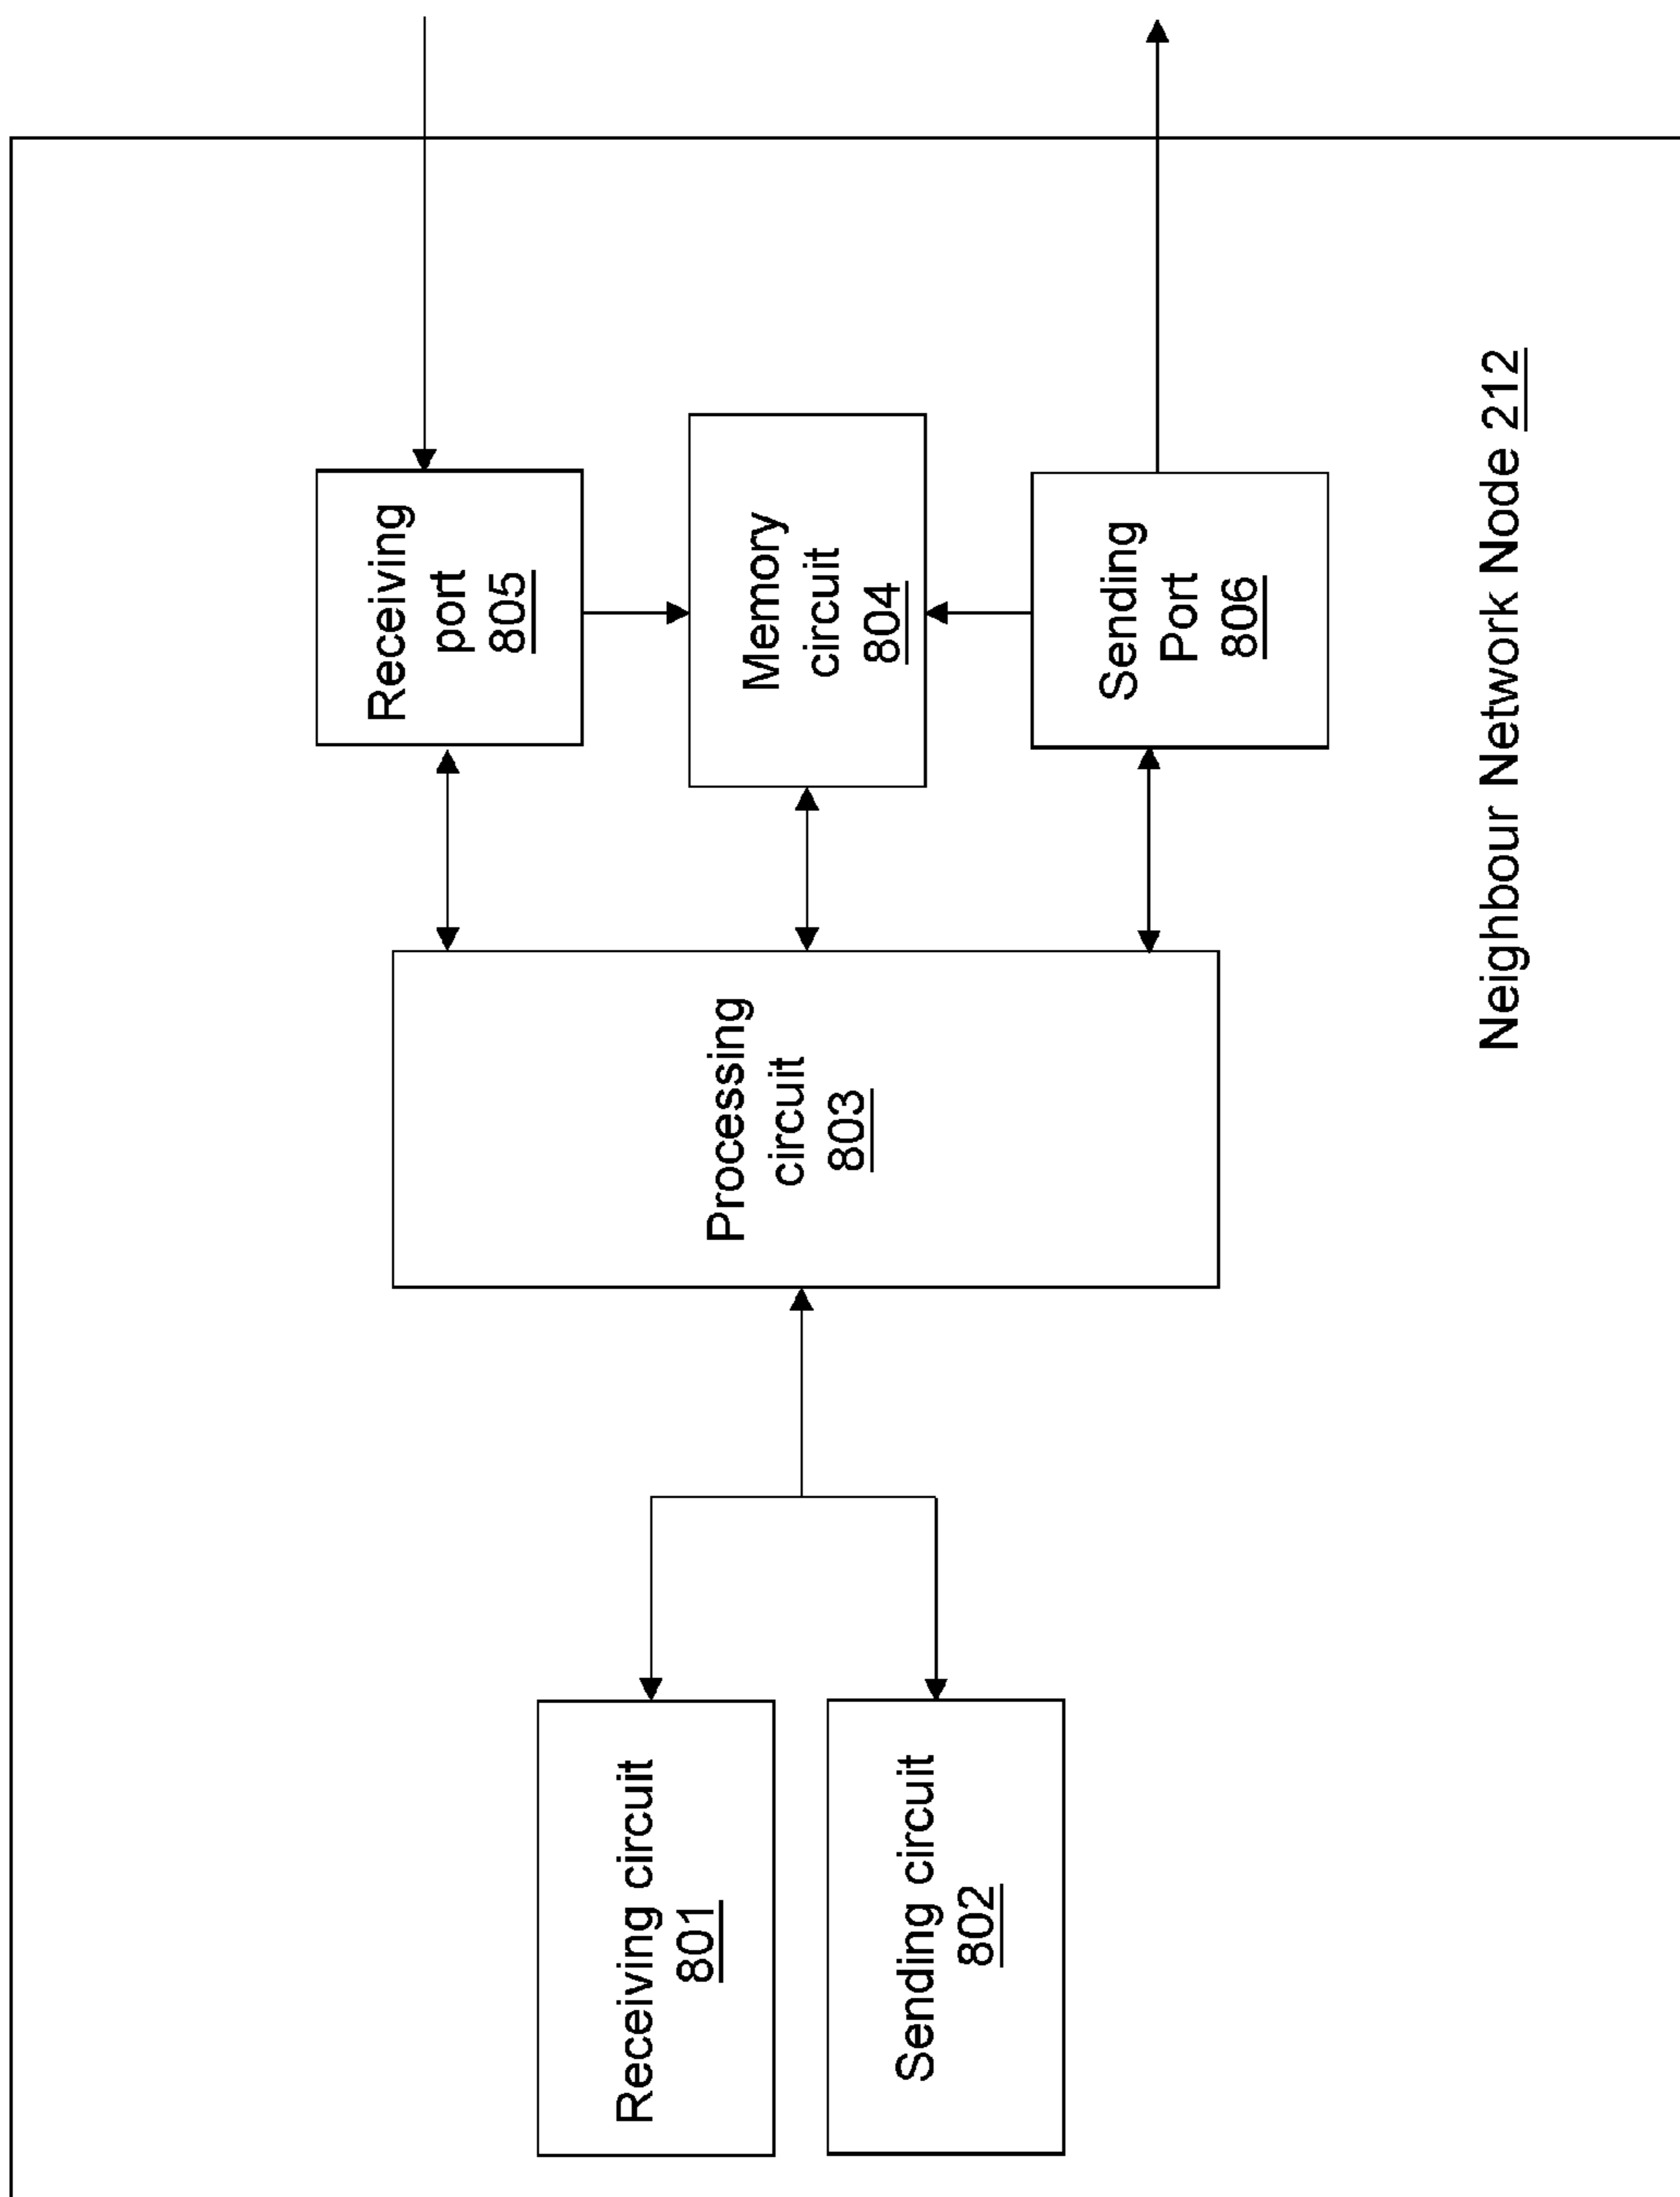 Receiving circuit
801
Sending circuit
802
Processing
circuit
803
Receiving
port
805
Memory
circuit
804
Sending
Port
806
Neighbour Network Node 212